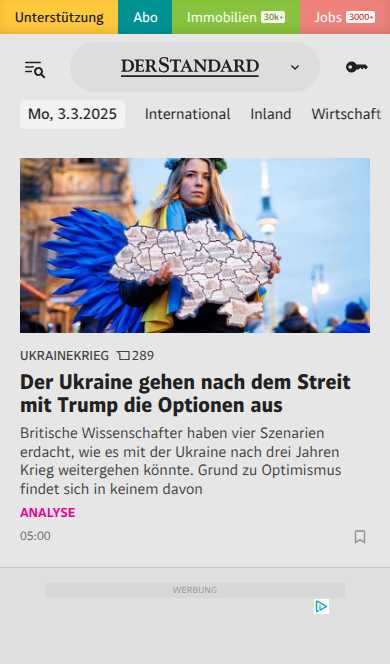 Unterstützung Abo Immobilien 30k+ Jobs 3000+
DERSTANDARD
Mo, 3.3.2025 International Inland Wirtschaft
UKRAINEKRIEG 289
Der Ukraine gehen nach dem Streit
mit Trump die Optionen aus
Britische Wissenschafter haben vier Szenarien
erdacht, wie es mit der Ukraine nach drei Jahren
Krieg weitergehen könnte. Grund zu Optimismus
findet sich in keinem davon
ANALYSE
05:00
WERBUNG